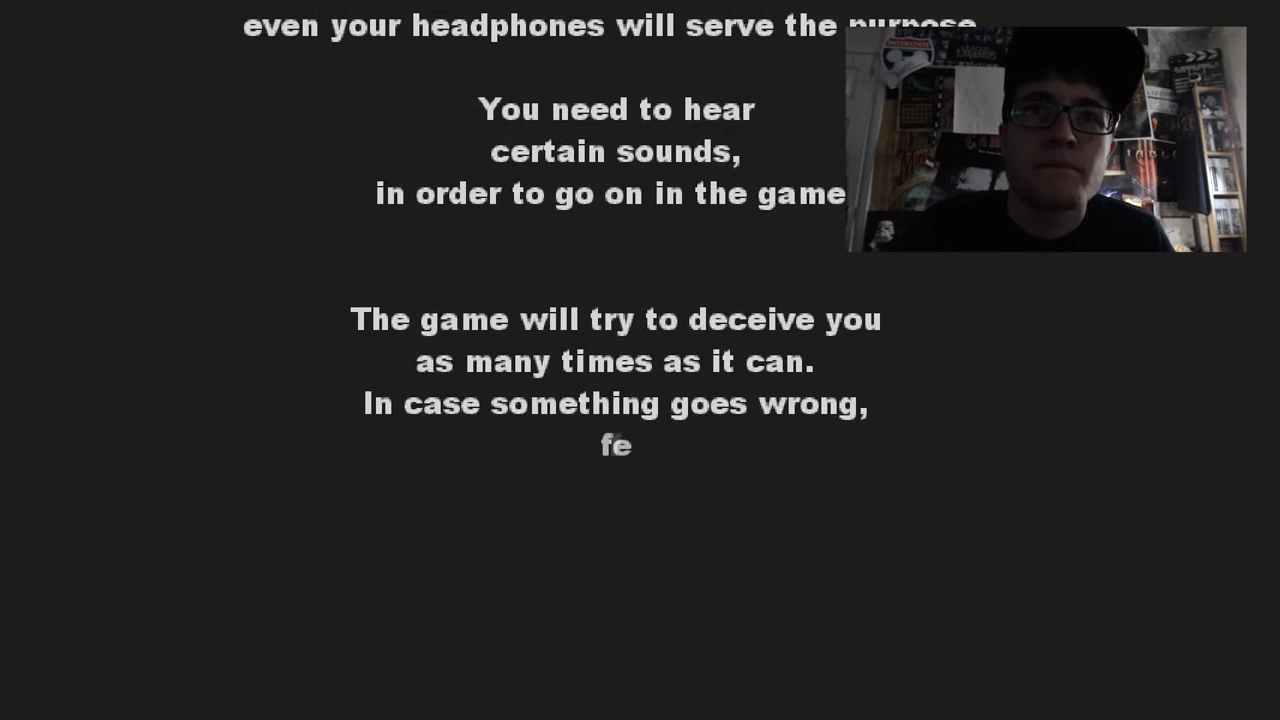 even your headphones will serve the purpose
You need to hear
certain sounds,
in order to go on in the game
The game will try to deceive you
as many times as it can.
In case something goes wrong,
fe